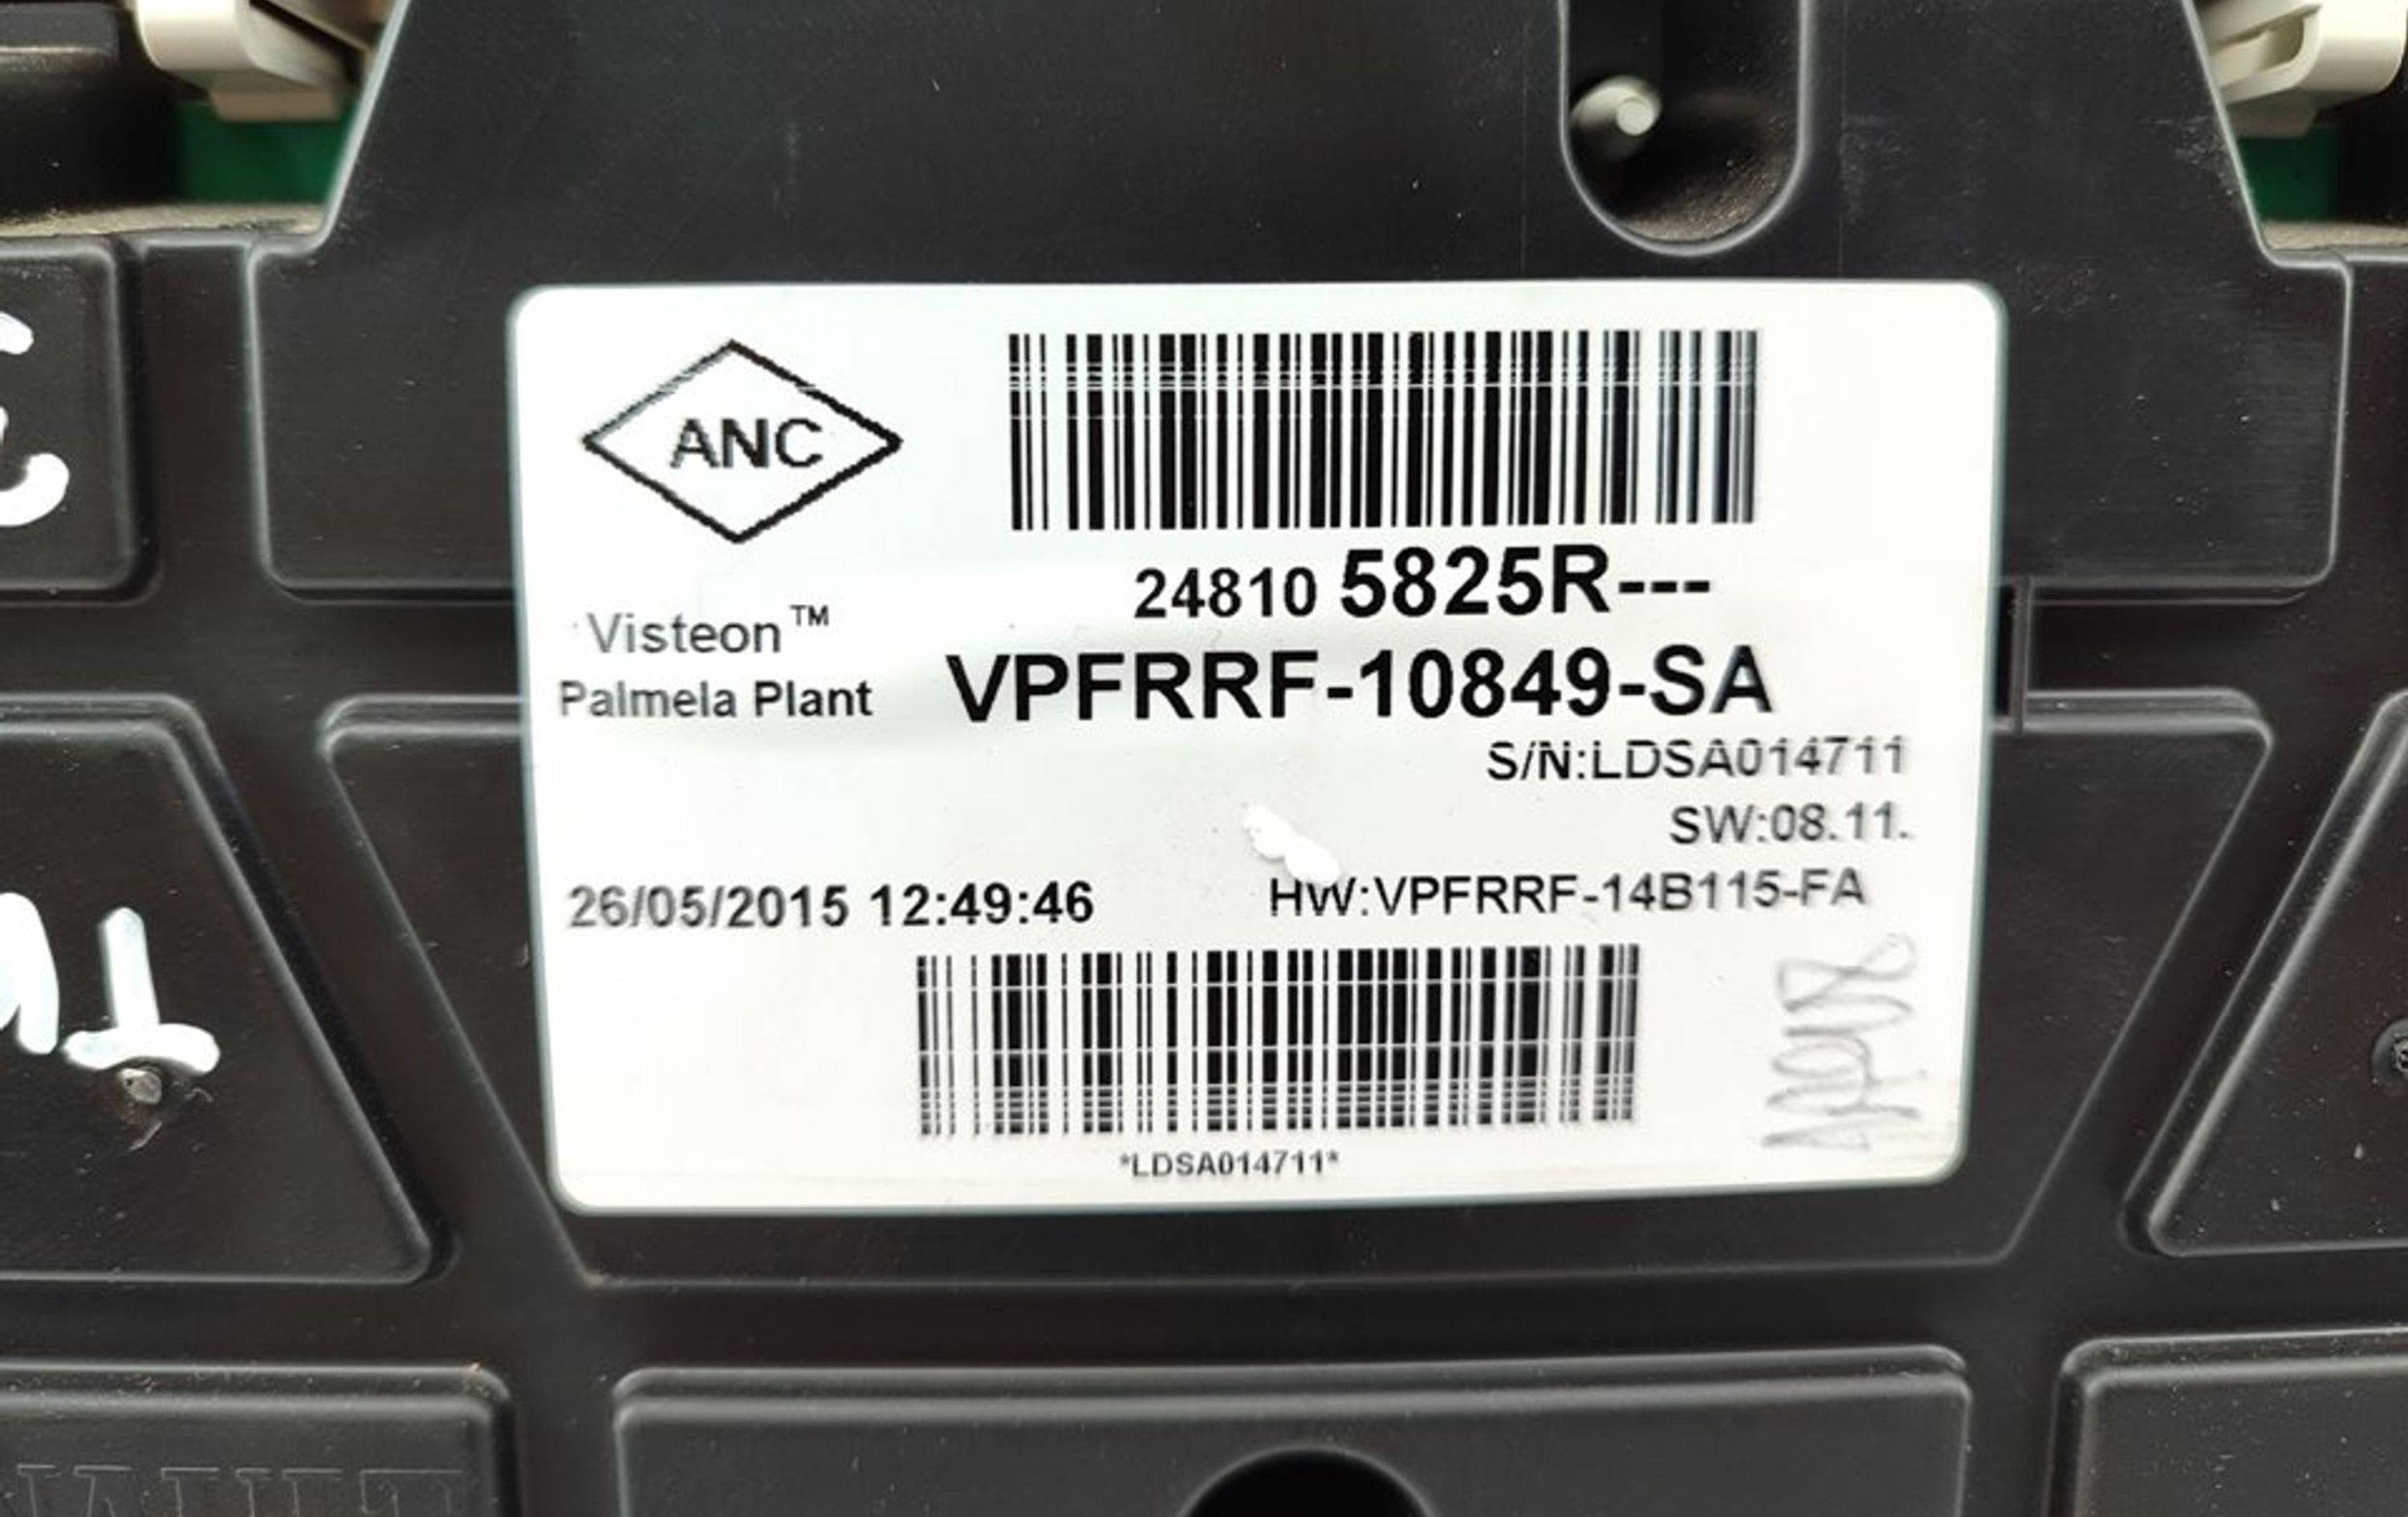 ANC
24810 5825R---
Visteon™
Palmela Plant
VPFRRF-10849-SA
S/N:LDSA014711
SW:08.11.
26/05/2015 12:49:46
HW:VPFRRF-14B115-FA
*LDSA014711*